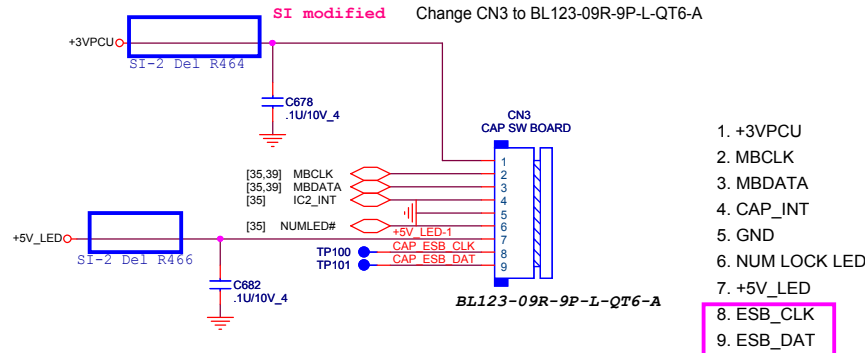 SI modified
Change CN3 to BL123-09R-9P-L-QT6-A
+3VPCU
SI-2 Del R464
C678
.1U/10V_4
CN3
CAP SW BOARD
[35,39] MBCLK
[35,39] MBDATA
[35] IC2_INT
[35] NUMLED#
+5V_LED-1
TP100 CAP_ESB_CLK
TP101 CAP_ESB_DAT
1
2
3
4
5
6
7
8
9
+5V_LED
SI-2 Del R466
C682
.1U/10V_4
BL123-09R-9P-L-QT6-A
1. +3VPCU
2. MBCLK
3. MBDATA
4. CAP_INT
5. GND
6. NUM LOCK LED
7. +5V_LED
8. ESB_CLK
9. ESB_DAT